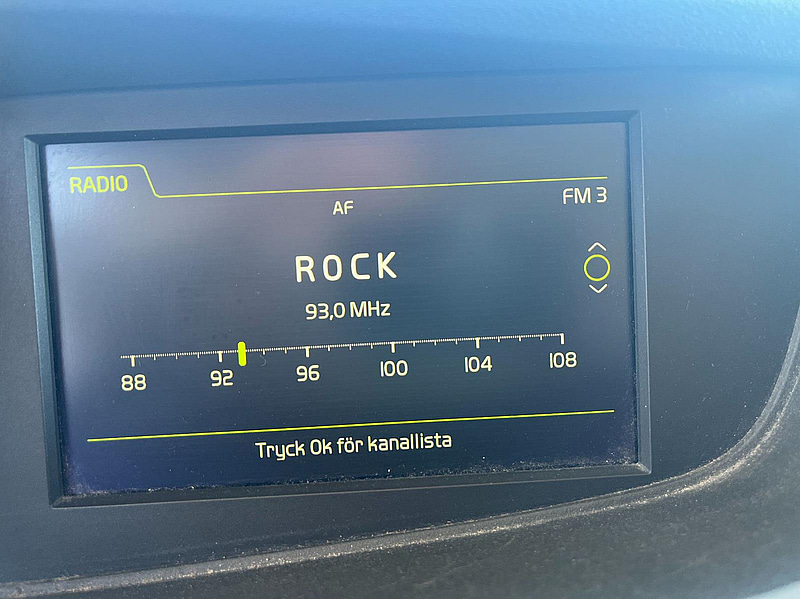 RADIO
AF
FM 3
ROCK
93,0 MHz
88 92 96 100 104 108
Tryck Ok för kanallista